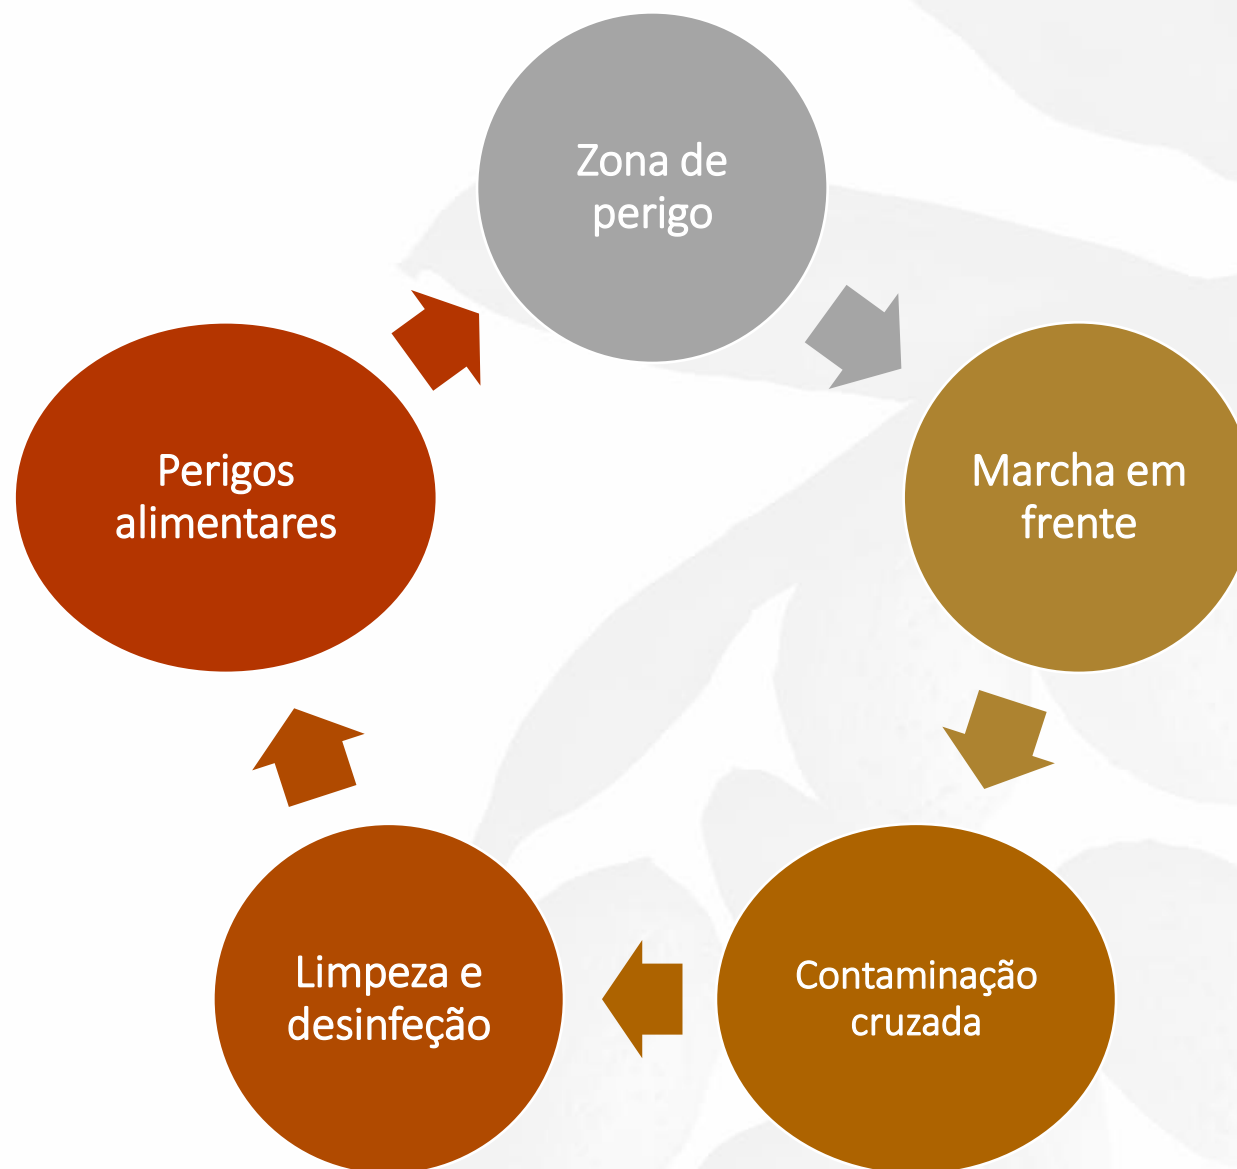 Zona de
perigo
Marcha em
frente
Contaminação
cruzada
Limpeza e
desinfeção
Perigos
alimentares